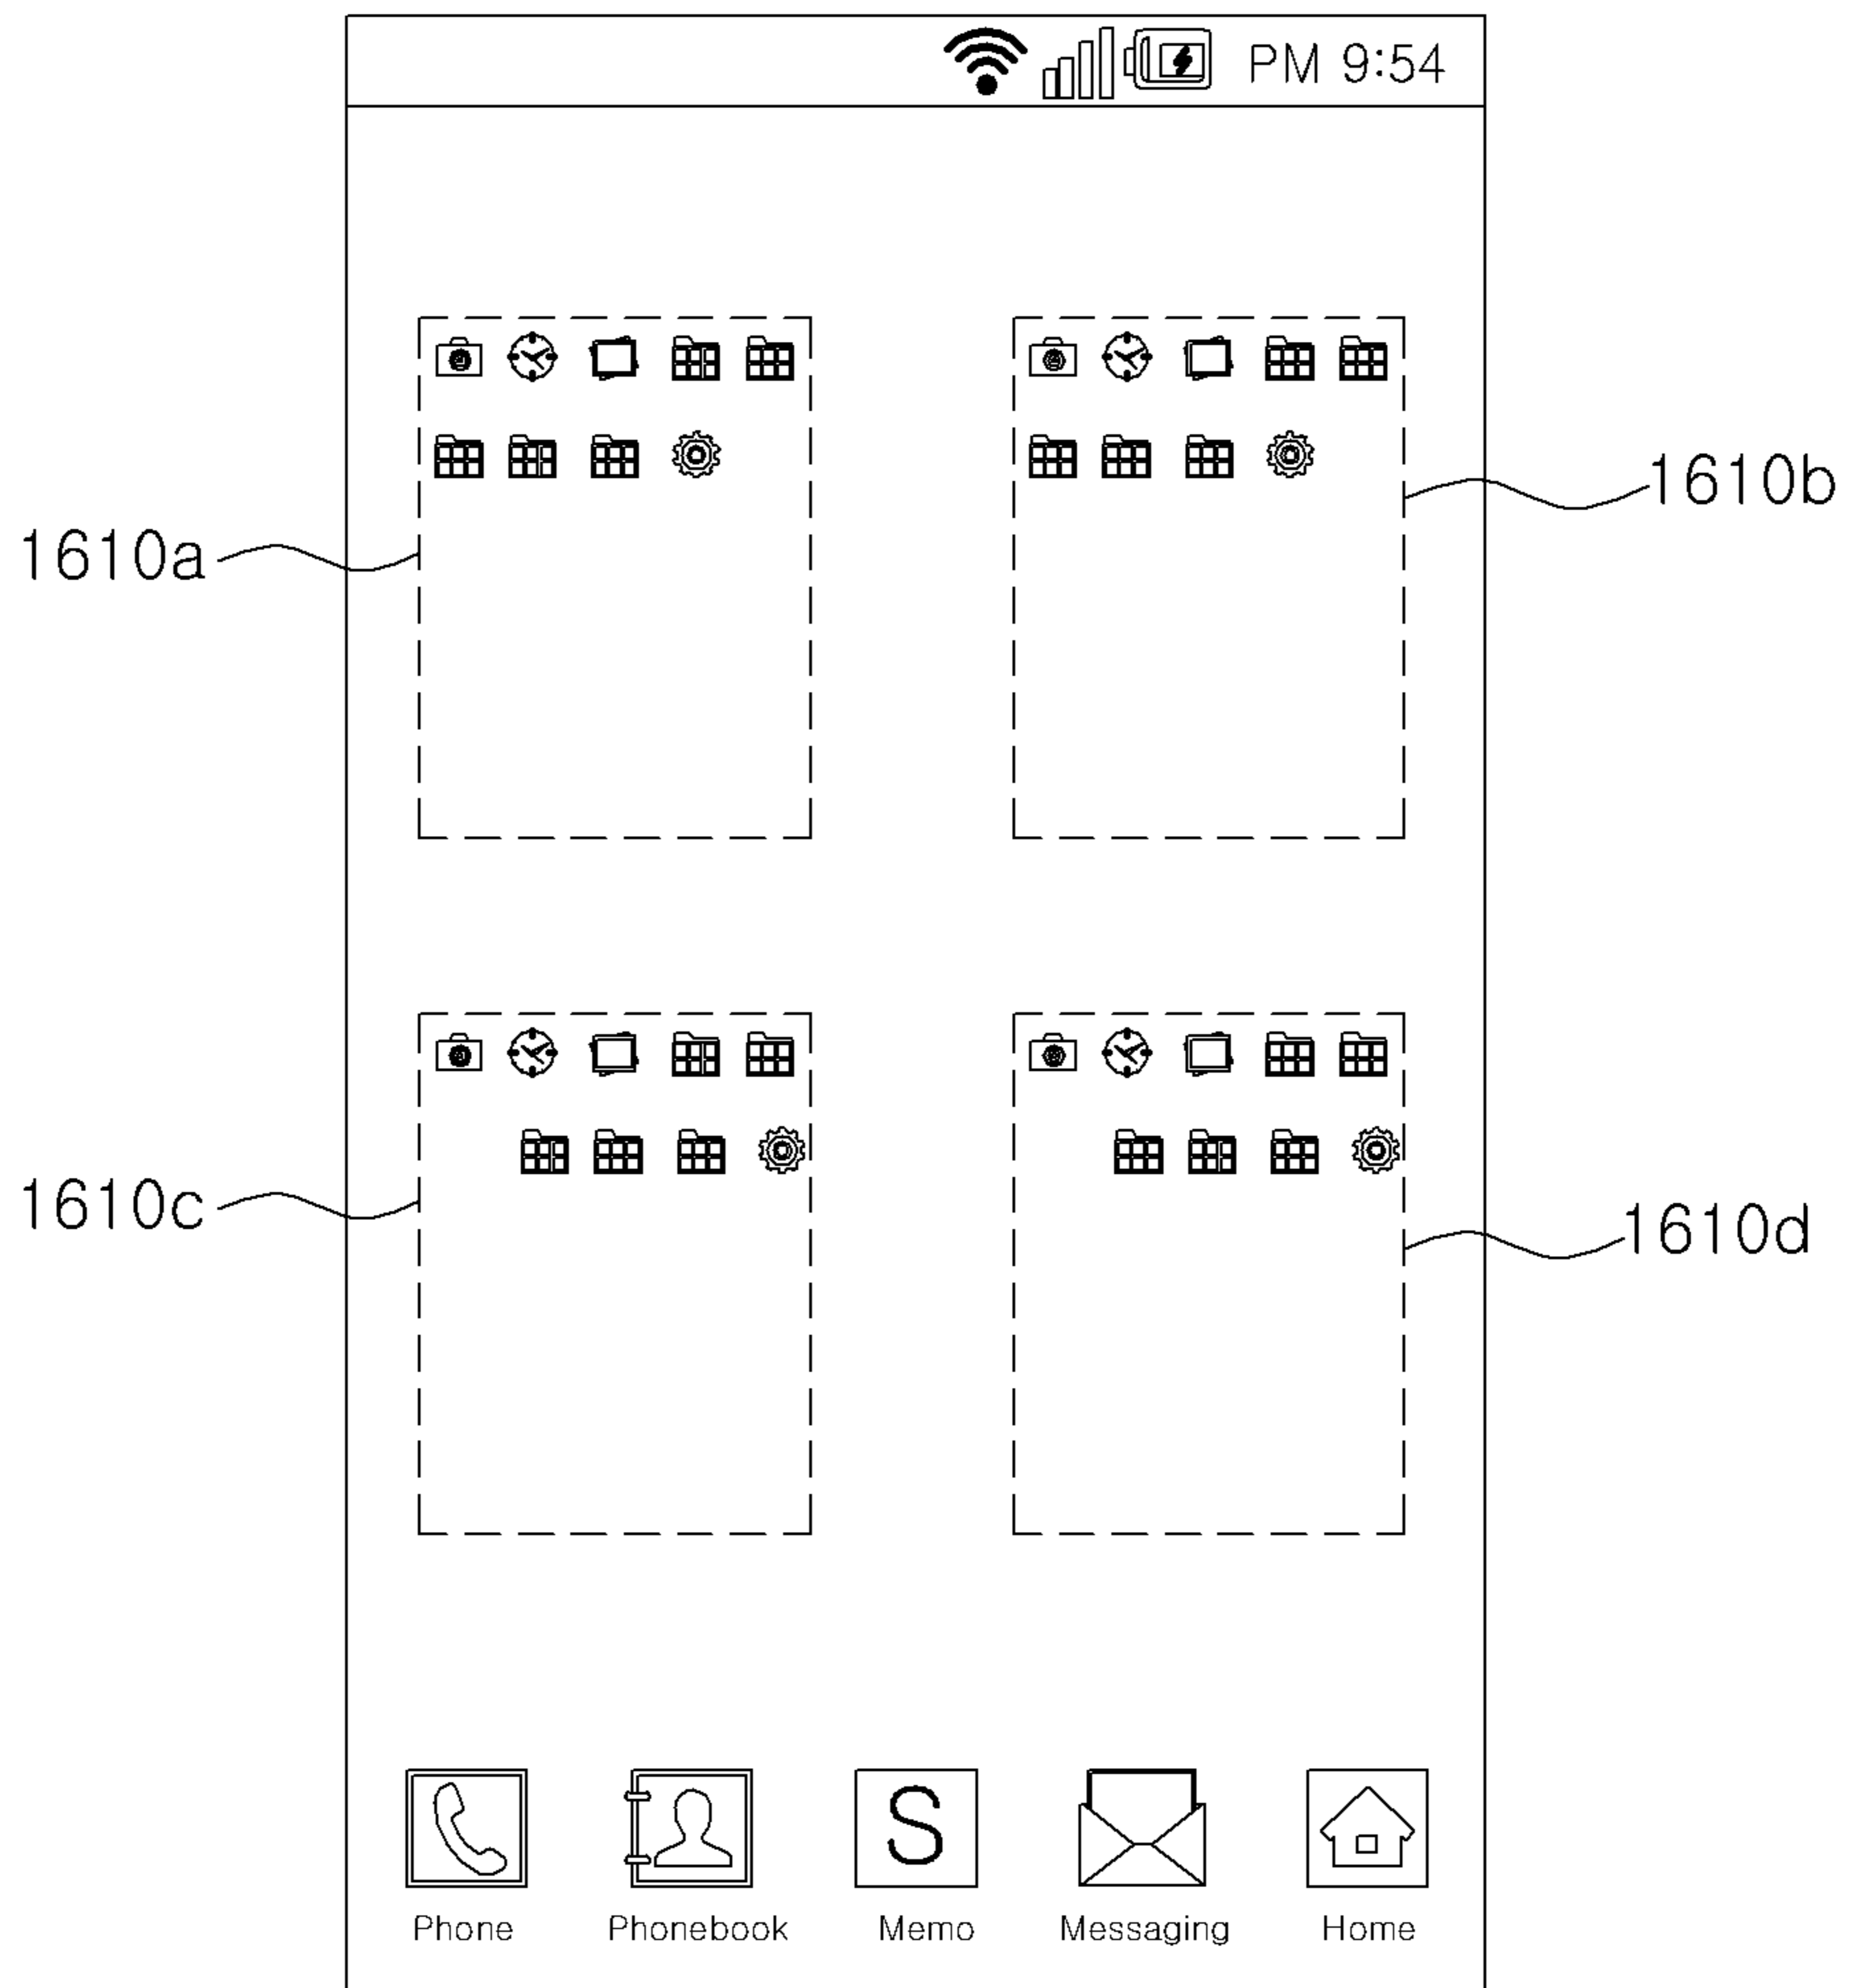 PM 9:54
1610b
1610a
1610c
1610d
S
Phone Phonebook Memo Messaging Home